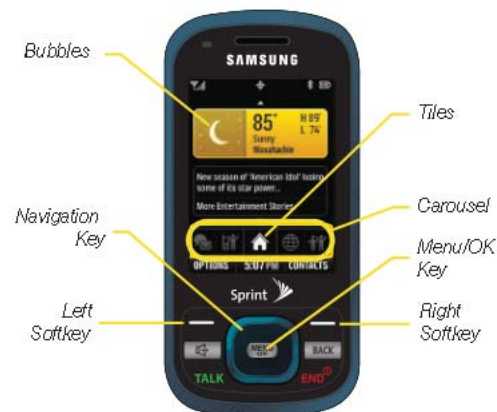 Bubbles
SAMSUNG
85°
H 89°
L 74°
Sunny
Waxahachie
Tiles
New season of 'American Idol' losing
some of its star power...
More Entertainment Stories
Carousel
Navigation
Key
Menu/OK
Key
OPTIONS 5:07 PM CONTACTS
Sprint
Left
Softkey
Right
Softkey
MENU
OK
BACK
TALK
END